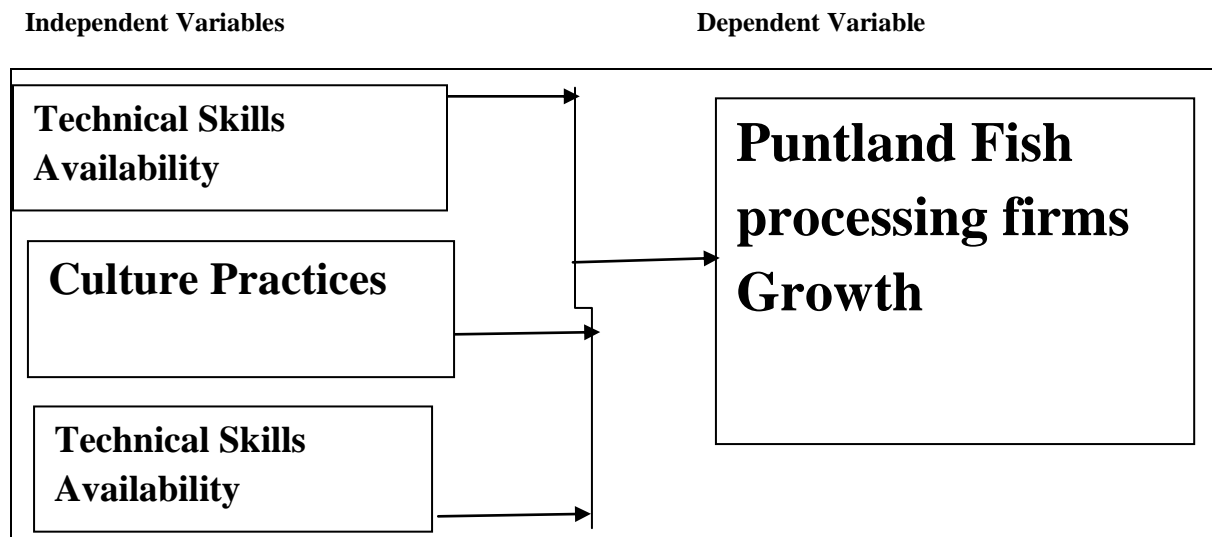 Independent Variables
Dependent Variable
Technical Skills
Availability
Culture Practices
Technical Skills
Availability
Puntland Fish
processing firms
Growth